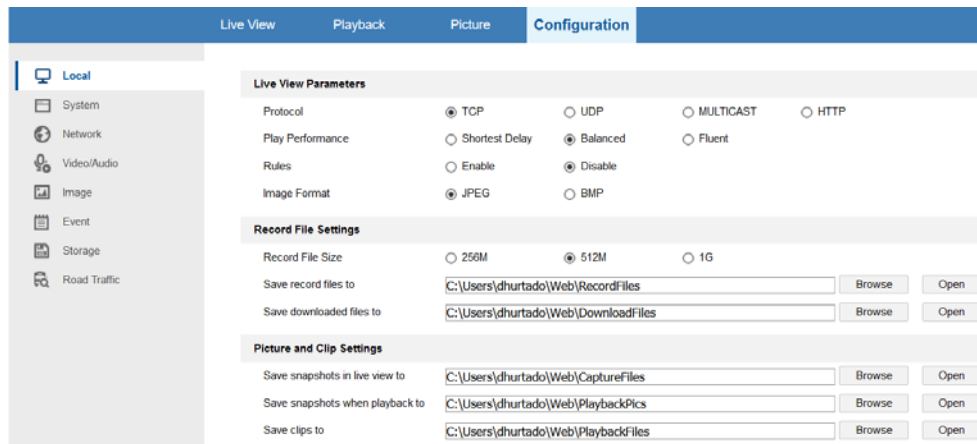 Live View Playback Picture Configuration
Local
System
Network
Video/Audio
Image
Event
Storage
Road Traffic
Live View Parameters
Protocol TCP UDP MULTICAST HTTP
Play Performance Shortest Delay Balanced Fluent
Rules Enable Disable
Image Format JPEG BMP
Record File Settings
Record File Size 256M 512M 1G
Save record files to C:\Users\dhurtado\Web\RecordFiles Browse Open
Save downloaded files to C:\Users\dhurtado\Web\DownloadFiles Browse Open
Picture and Clip Settings
Save snapshots in live view to C:\Users\dhurtado\Web\CaptureFiles Browse Open
Save snapshots when playback to C:\Users\dhurtado\Web\PlaybackPics Browse Open
Save clips to C:\Users\dhurtado\Web\PlaybackFiles Browse Open